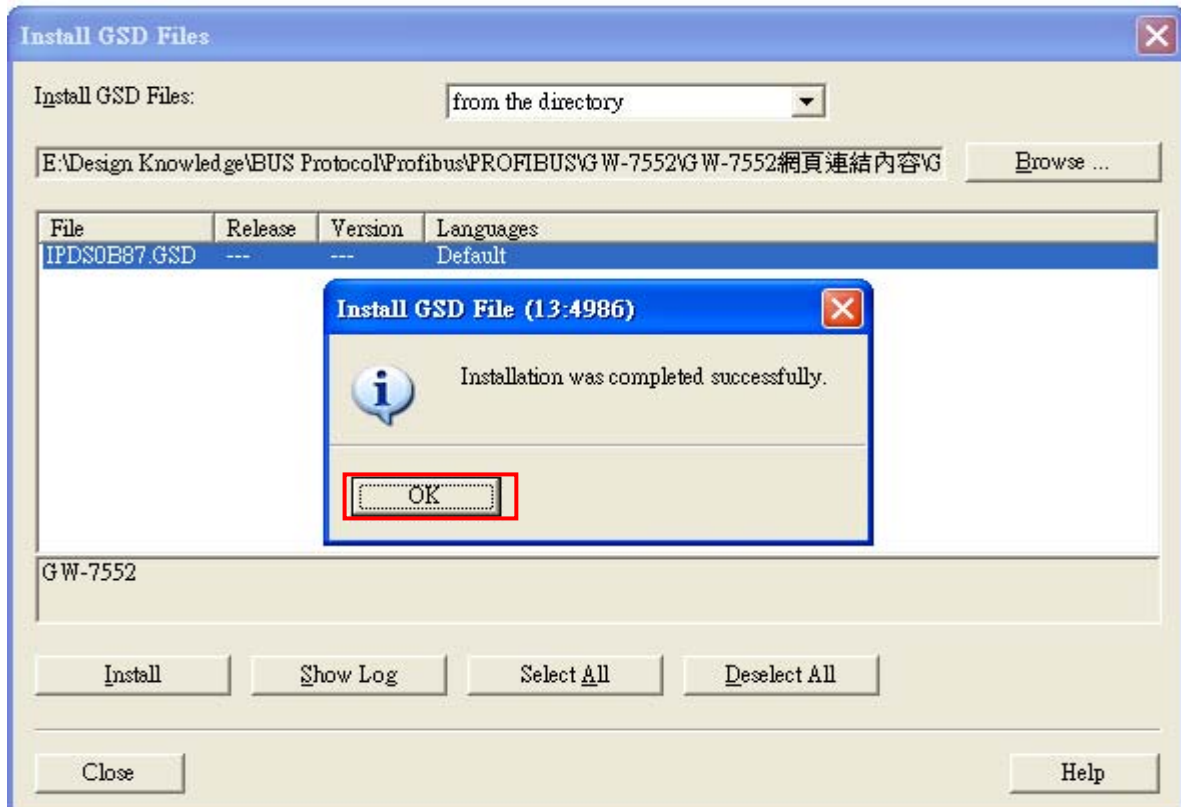 Install GSD Files
Install GSD Files:
from the directory
E:\Design Knowledge\BUS Protocol\Profibus\PROFIBUS\GW-7552\GW-7552網頁連結內容\G
Browse ...
File Release Version Languages
IPDS0B87.GSD --- --- Default
Install GSD File (13:4986)
Installation was completed successfully.
OK
GW-7552
Install Show Log Select All Deselect All
Close Help